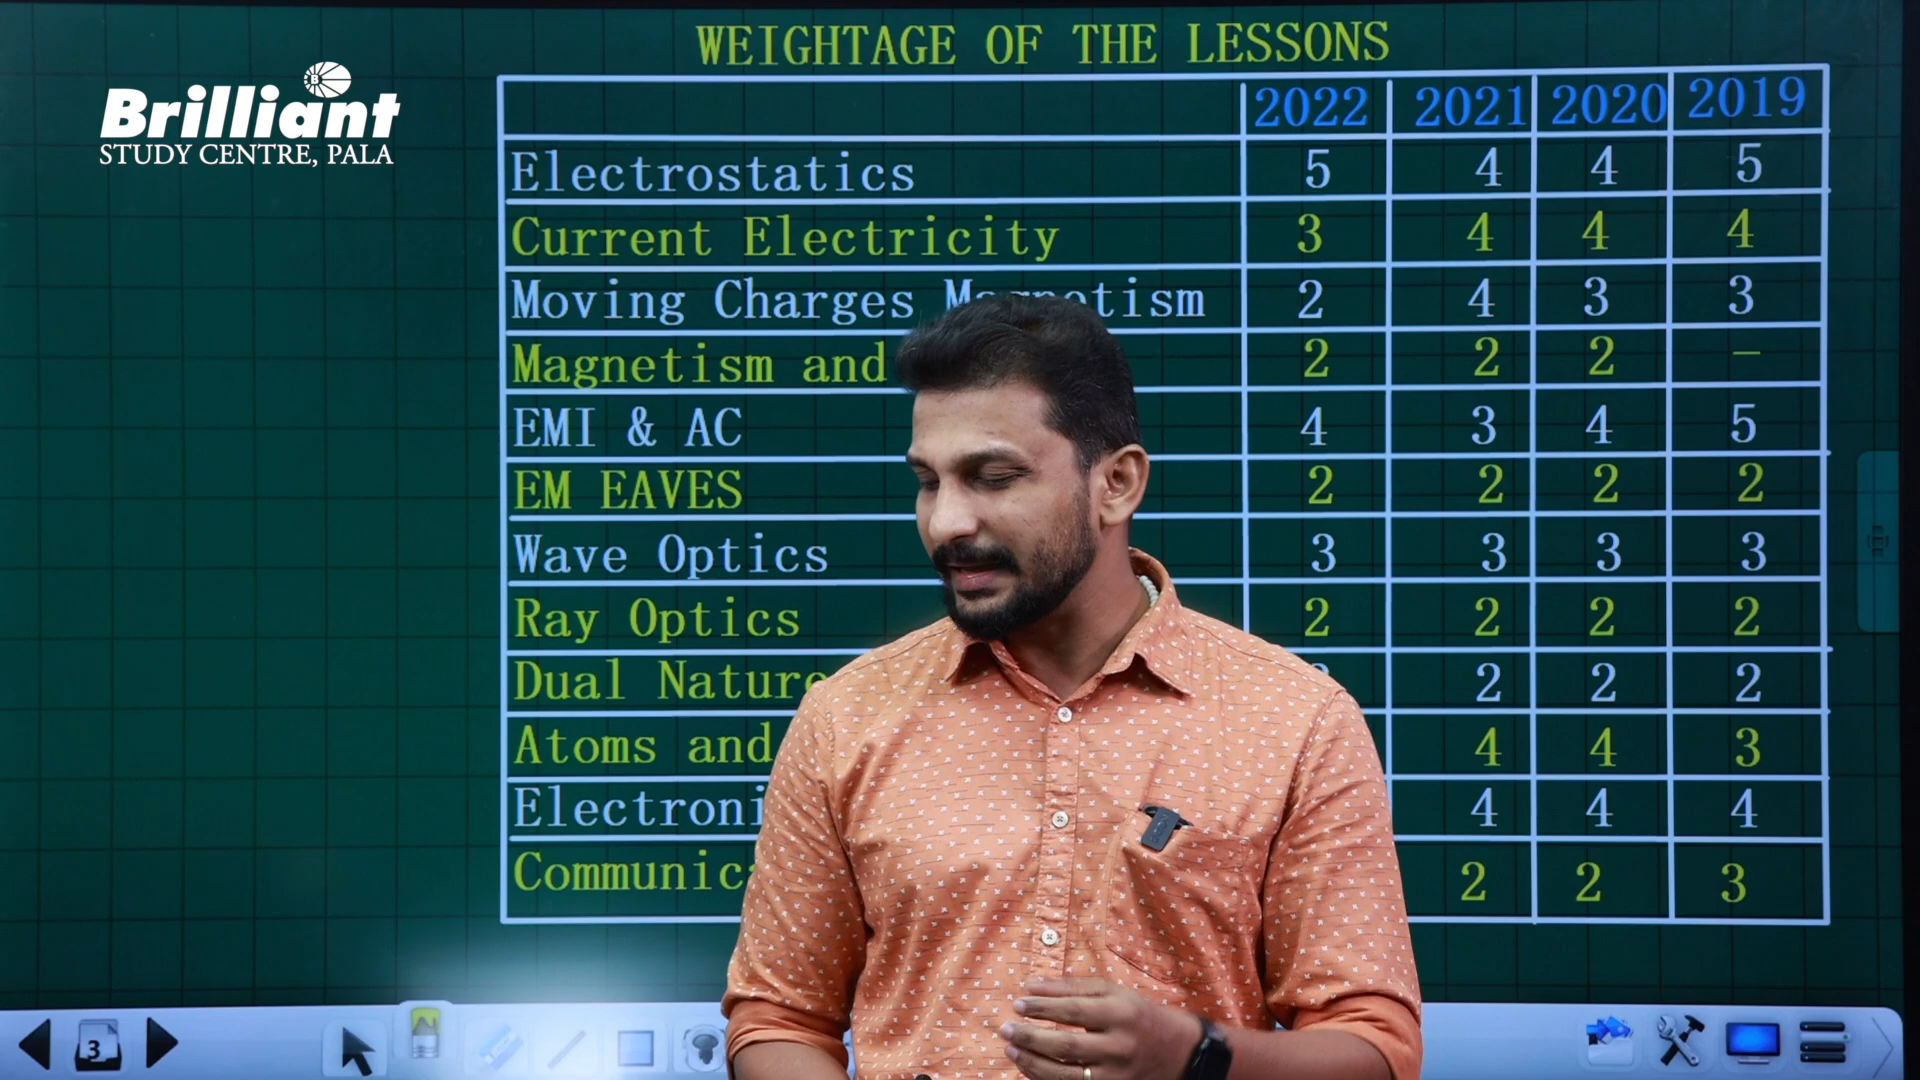 WEIGHTAGE OF THE LESSONS
Brilliant
STUDY CENTRE, PALA
2022 2021 2020 2019
Electrostatics 5 4 4 5
Current Electricity 3 4 4 4
Moving Charges Magnetism 2 4 3 3
Magnetism and 2 2 2 –
EMI & AC 4 3 4 5
EM EAVES 2 2 2 2
Wave Optics 3 3 3 3
Ray Optics 2 2 2 2
Dual Nature 2 2 2
Atoms and 4 4 3
Electroni 4 4 4
Communic 2 2 3
3